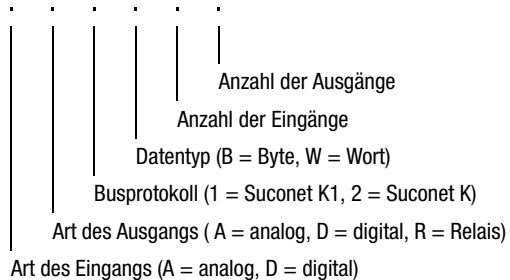 . . . . . .
Anzahl der Ausgänge
Anzahl der Eingänge
Datentyp (B = Byte, W = Wort)
Busprotokoll (1 = Suconet K1, 2 = Suconet K)
Art des Ausgangs ( A = analog, D = digital, R = Relais)
Art des Eingangs (A = analog, D = digital)